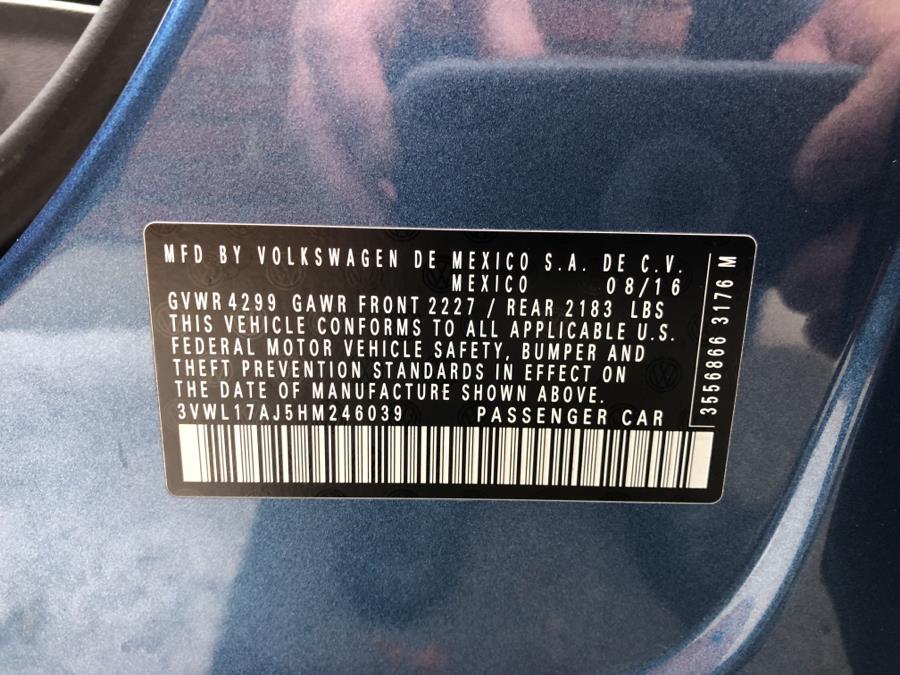 MFD BY VOLKSWAGEN DE MEXICO S.A. DE C.V.
MEXICO 08/16
GVWR 4299 GAWR FRONT 2227 / REAR 2183 LBS
THIS VEHICLE CONFORMS TO ALL APPLICABLE U.S.
FEDERAL MOTOR VEHICLE SAFETY, BUMPER AND
THEFT PREVENTION STANDARDS IN EFFECT ON
THE DATE OF MANUFACTURE SHOWN ABOVE.
3VWL17AJ5HM246039 PASSENGER CAR
3556866 3176 M